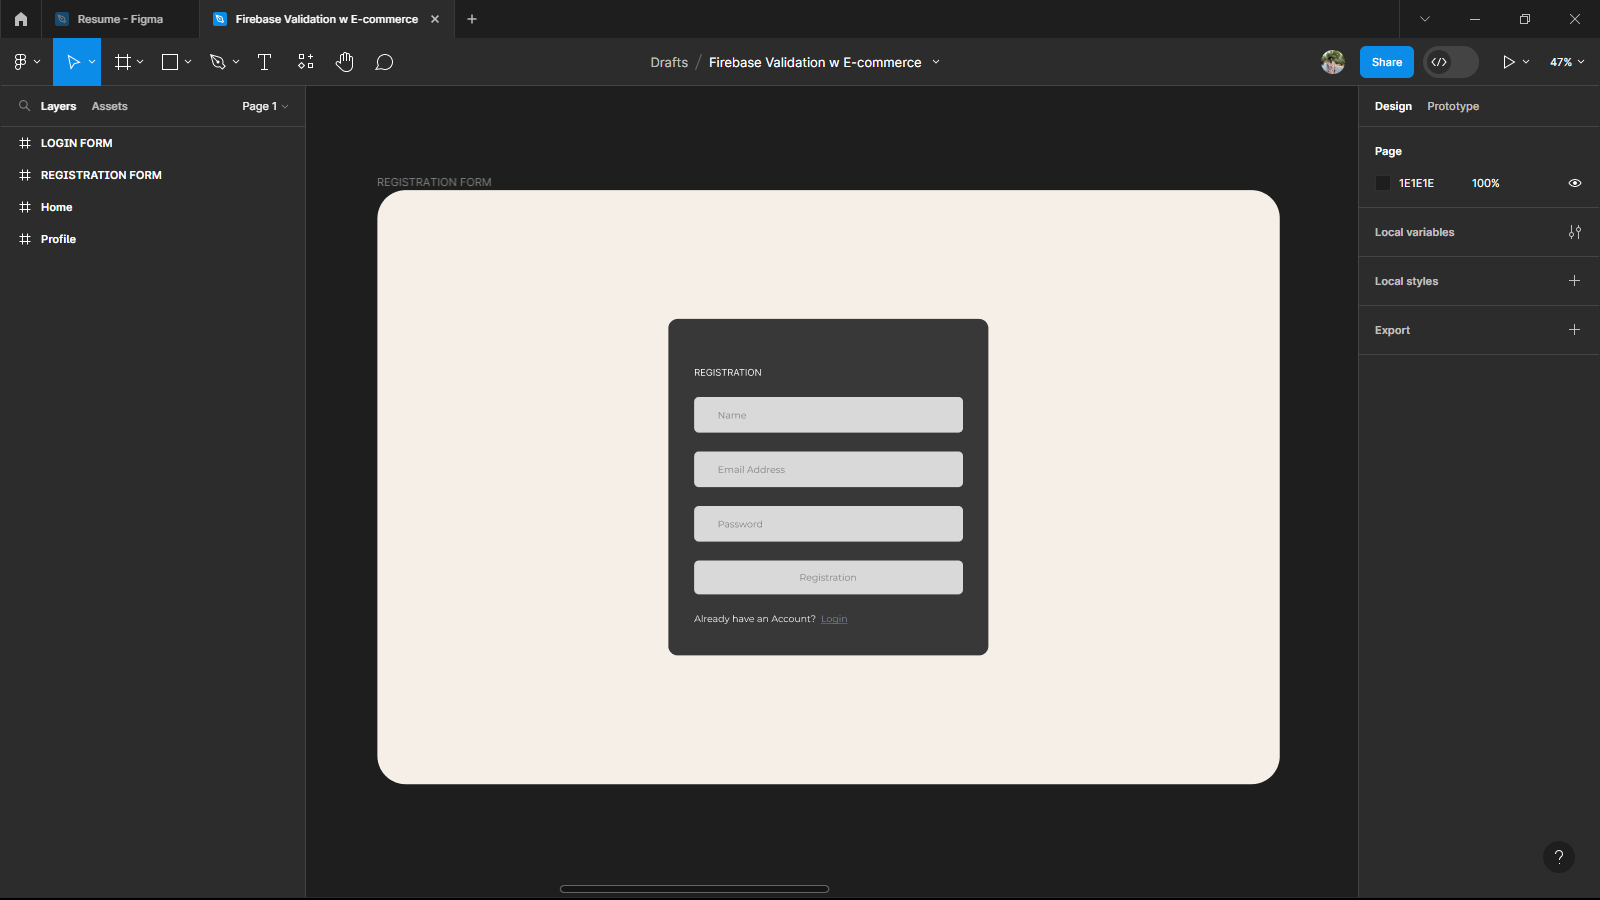 Resume - Figma
Firebase Validation w E-commerce
Drafts / Firebase Validation w E-commerce
Share
47%
Layers
Assets
Page 1
LOGIN FORM
REGISTRATION FORM
Home
Profile
REGISTRATION FORM
REGISTRATION
Name
Email Address
Password
Registration
Already have an Account? Login
Design
Prototype
Page
1E1E1E
100%
Local variables
Local styles
Export
?